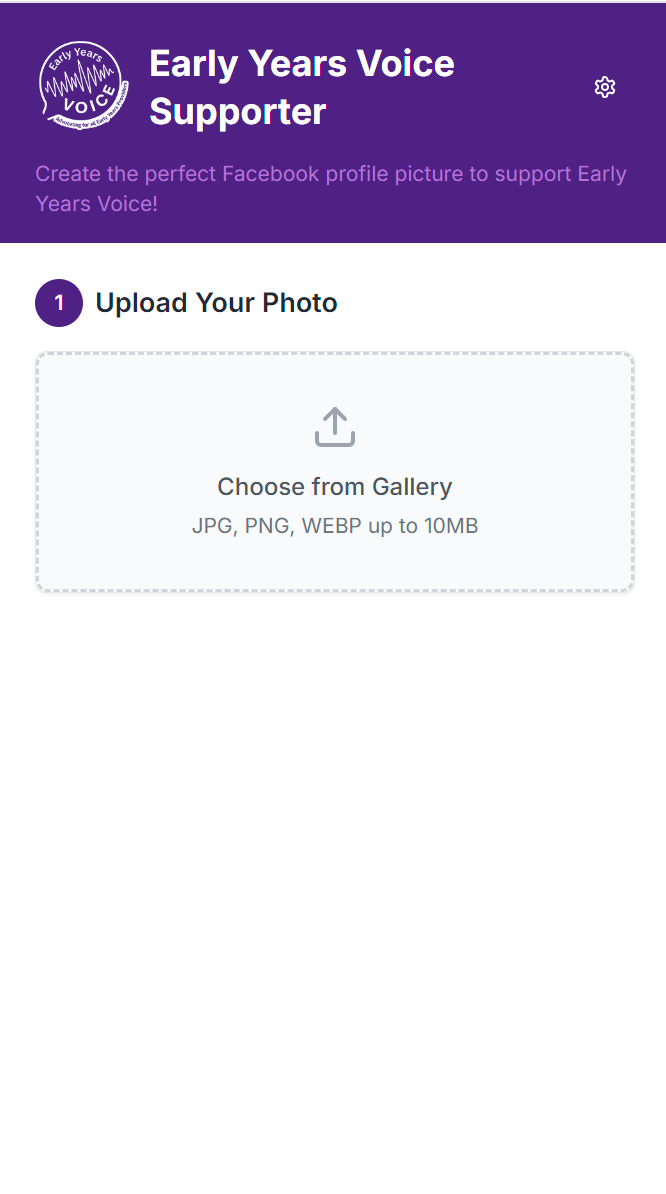 Early Years
VOICE
Advocating for all Early Years Providers
Early Years Voice
Supporter
Create the perfect Facebook profile picture to support Early
Years Voice!
1
Upload Your Photo
Choose from Gallery
JPG, PNG, WEBP up to 10MB